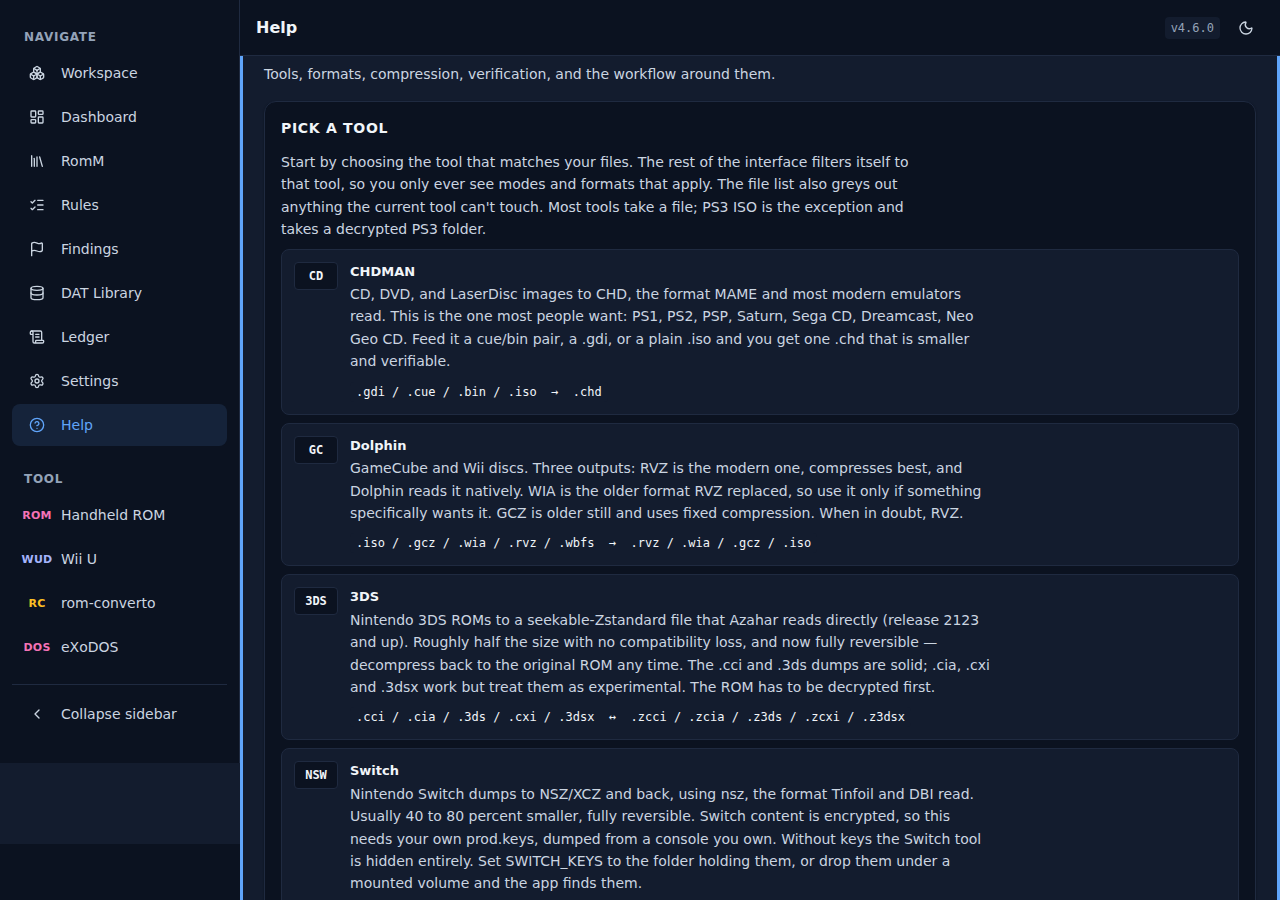 NAVIGATE
Workspace
Dashboard
RomM
Rules
Findings
DAT Library
Ledger
Settings
Help
TOOL
ROM Handheld ROM
WUD Wii U
RC rom-converto
DOS eXoDOS
Collapse sidebar
Help
v4.6.0
Tools, formats, compression, verification, and the workflow around them.
PICK A TOOL
Start by choosing the tool that matches your files. The rest of the interface filters itself to
that tool, so you only ever see modes and formats that apply. The file list also greys out
anything the current tool can't touch. Most tools take a file; PS3 ISO is the exception and
takes a decrypted PS3 folder.
CD
CHDMAN
CD, DVD, and LaserDisc images to CHD, the format MAME and most modern emulators
read. This is the one most people want: PS1, PS2, PSP, Saturn, Sega CD, Dreamcast, Neo
Geo CD. Feed it a cue/bin pair, a .gdi, or a plain .iso and you get one .chd that is smaller
and verifiable.
.gdi / .cue / .bin / .iso → .chd
GC
Dolphin
GameCube and Wii discs. Three outputs: RVZ is the modern one, compresses best, and
Dolphin reads it natively. WIA is the older format RVZ replaced, so use it only if something
specifically wants it. GCZ is older still and uses fixed compression. When in doubt, RVZ.
.iso / .gcz / .wia / .rvz / .wbfs → .rvz / .wia / .gcz / .iso
3DS
3DS
Nintendo 3DS ROMs to a seekable-Zstandard file that Azahar reads directly (release 2123
and up). Roughly half the size with no compatibility loss, and now fully reversible —
decompress back to the original ROM any time. The .cci and .3ds dumps are solid; .cia, .cxi
and .3dsx work but treat them as experimental. The ROM has to be decrypted first.
.cci / .cia / .3ds / .cxi / .3dsx ↔ .zcci / .zcia / .z3ds / .zcxi / .z3dsx
NSW
Switch
Nintendo Switch dumps to NSZ/XCZ and back, using nsz, the format Tinfoil and DBI read.
Usually 40 to 80 percent smaller, fully reversible. Switch content is encrypted, so this
needs your own prod.keys, dumped from a console you own. Without keys the Switch tool
is hidden entirely. Set SWITCH_KEYS to the folder holding them, or drop them under a
mounted volume and the app finds them.